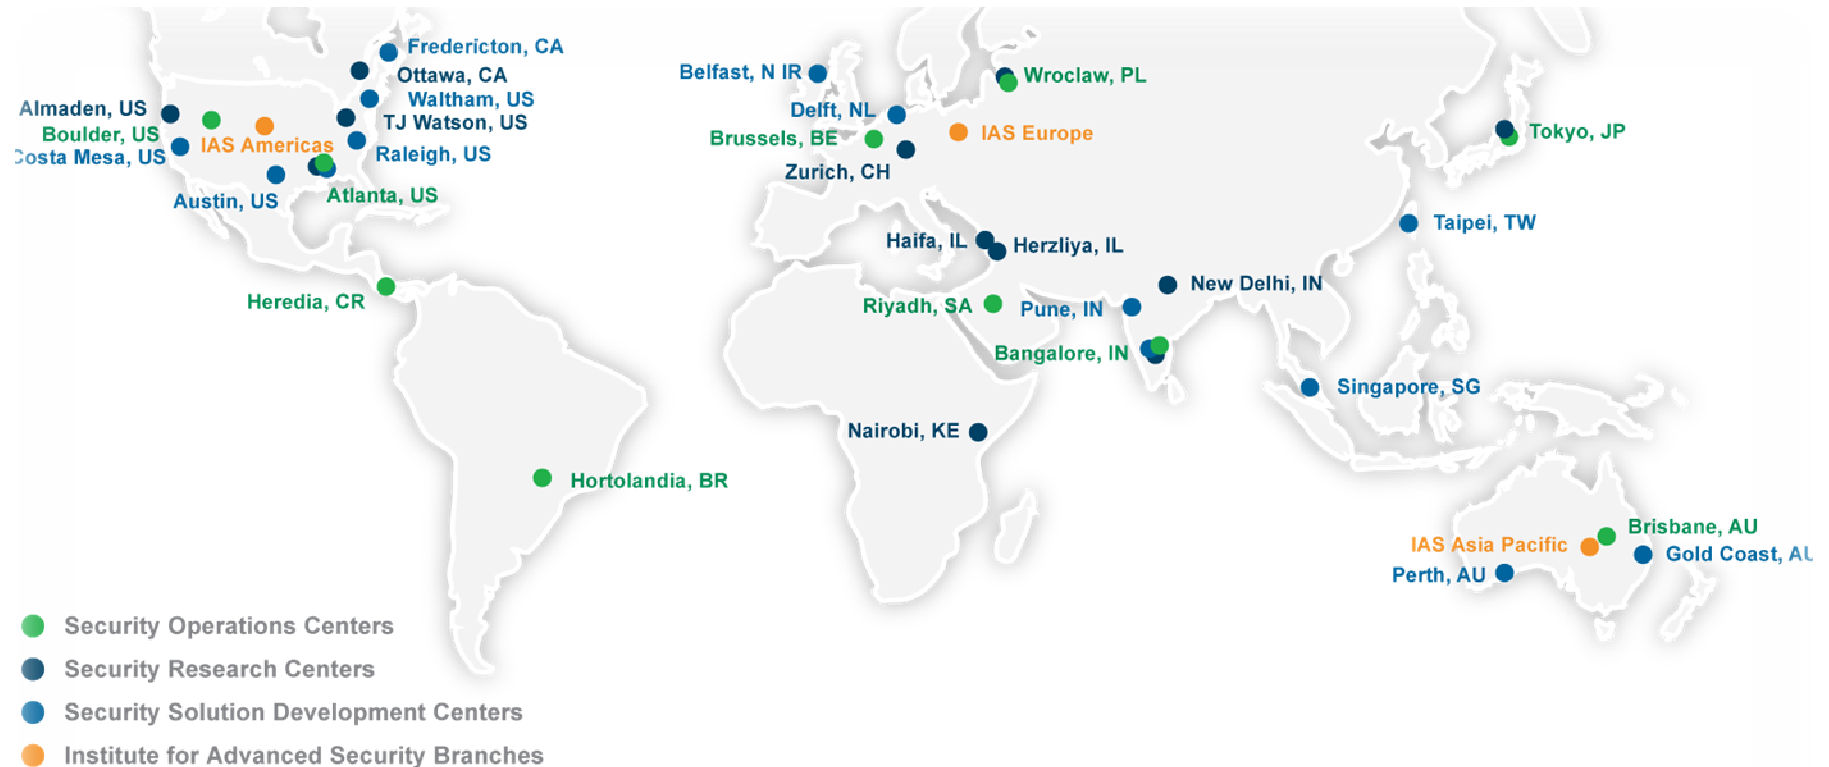 Fredericton, CA
Ottawa, CA
Waltham, US
Almaden, US
TJ Watson, US
Boulder, US
IAS Americas
Costa Mesa, US
Raleigh, US
Austin, US
Atlanta, US
Heredia, CR
Hortolandia, BR
Belfast, N IR
Wroclaw, PL
Delft, NL
Brussels, BE
IAS Europe
Zurich, CH
Haifa, IL
Herzliya, IL
Riyadh, SA
Pune, IN
New Delhi, IN
Bangalore, IN
Nairobi, KE
Tokyo, JP
Taipei, TW
Singapore, SG
Brisbane, AU
IAS Asia Pacific
Gold Coast, AU
Perth, AU
Security Operations Centers
Security Research Centers
Security Solution Development Centers
Institute for Advanced Security Branches